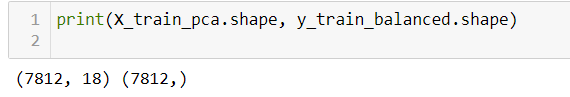 1 print(X_train_pca.shape, y_train_balanced.shape)
2
(7812, 18) (7812,)